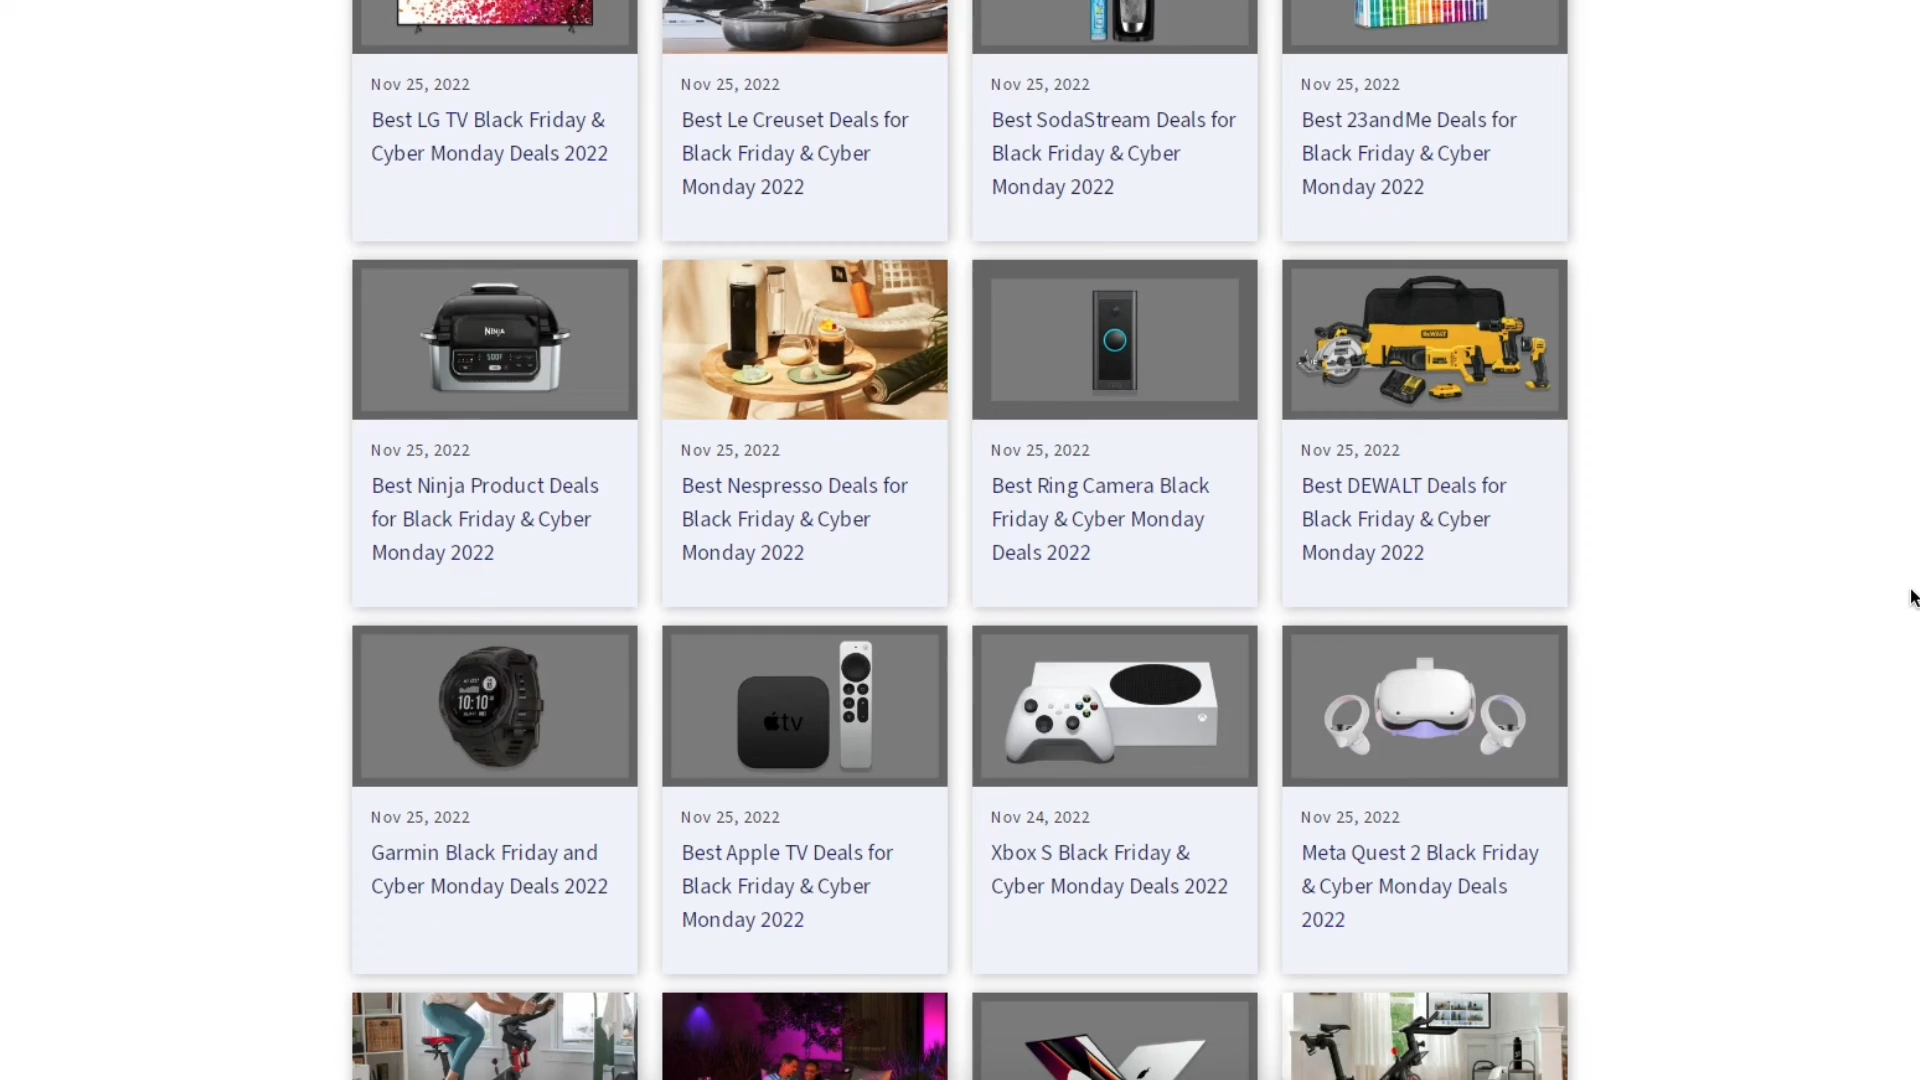 Nov 25, 2022
Best LG TV Black Friday &
Cyber Monday Deals 2022
Nov 25, 2022
Best Le Creuset Deals for
Black Friday & Cyber
Monday 2022
Nov 25, 2022
Best SodaStream Deals for
Black Friday & Cyber
Monday 2022
Nov 25, 2022
Best 23andMe Deals for
Black Friday & Cyber
Monday 2022
NINJA
500F
Nov 25, 2022
Best Ninja Product Deals
for Black Friday & Cyber
Monday 2022
Nov 25, 2022
Best Nespresso Deals for
Black Friday & Cyber
Monday 2022
Nov 25, 2022
Best Ring Camera Black
Friday & Cyber Monday
Deals 2022
DEWALT
Nov 25, 2022
Best DEWALT Deals for
Black Friday & Cyber
Monday 2022
10:10
Nov 25, 2022
Garmin Black Friday and
Cyber Monday Deals 2022
tv
Nov 25, 2022
Best Apple TV Deals for
Black Friday & Cyber
Monday 2022
Nov 24, 2022
Xbox S Black Friday &
Cyber Monday Deals 2022
Nov 25, 2022
Meta Quest 2 Black Friday
& Cyber Monday Deals
2022